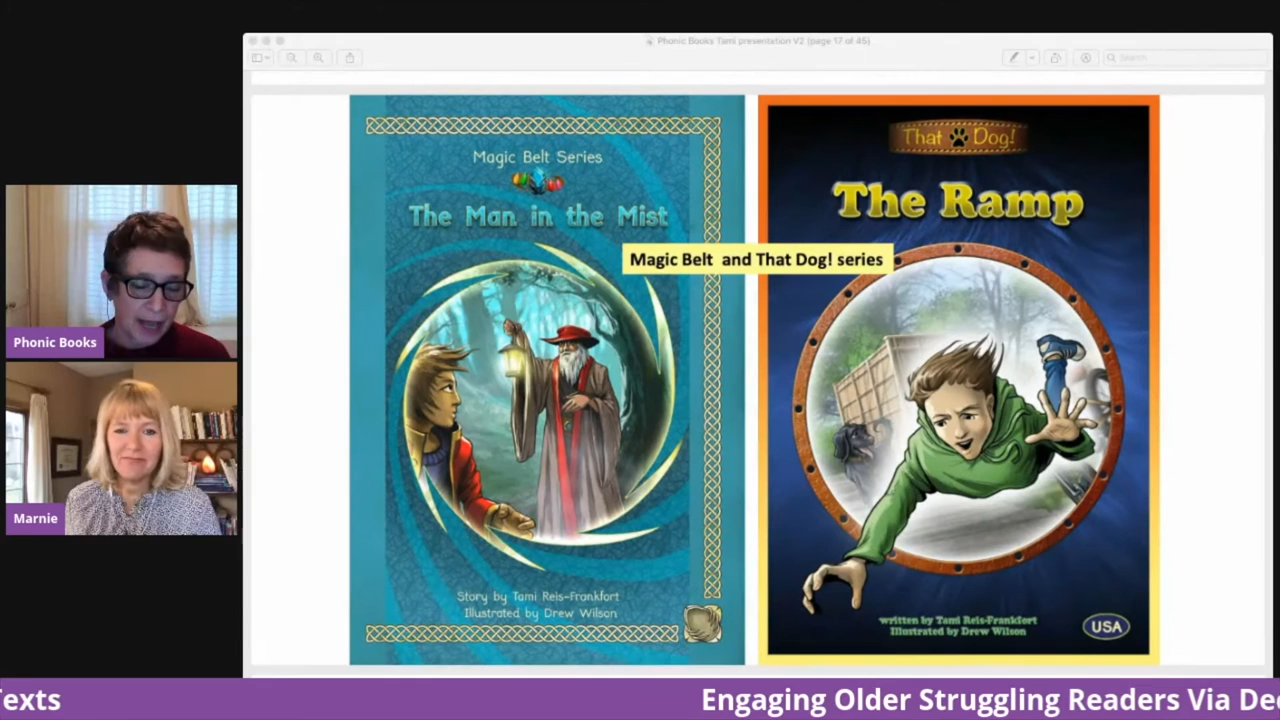 Phonic Books Tami presentation V2 (page 17 of 45)
Search
Magic Belt Series
The Man in the Mist
Story by Tami Reis-Frankfort
Illustrated by Drew Wilson
That Dog!
The Ramp
written by Tami Reis-Frankfort
Illustrated by Drew Wilson
USA
Magic Belt and That Dog! series
Phonic Books
Marnie
Texts Engaging Older Struggling Readers Via Dec